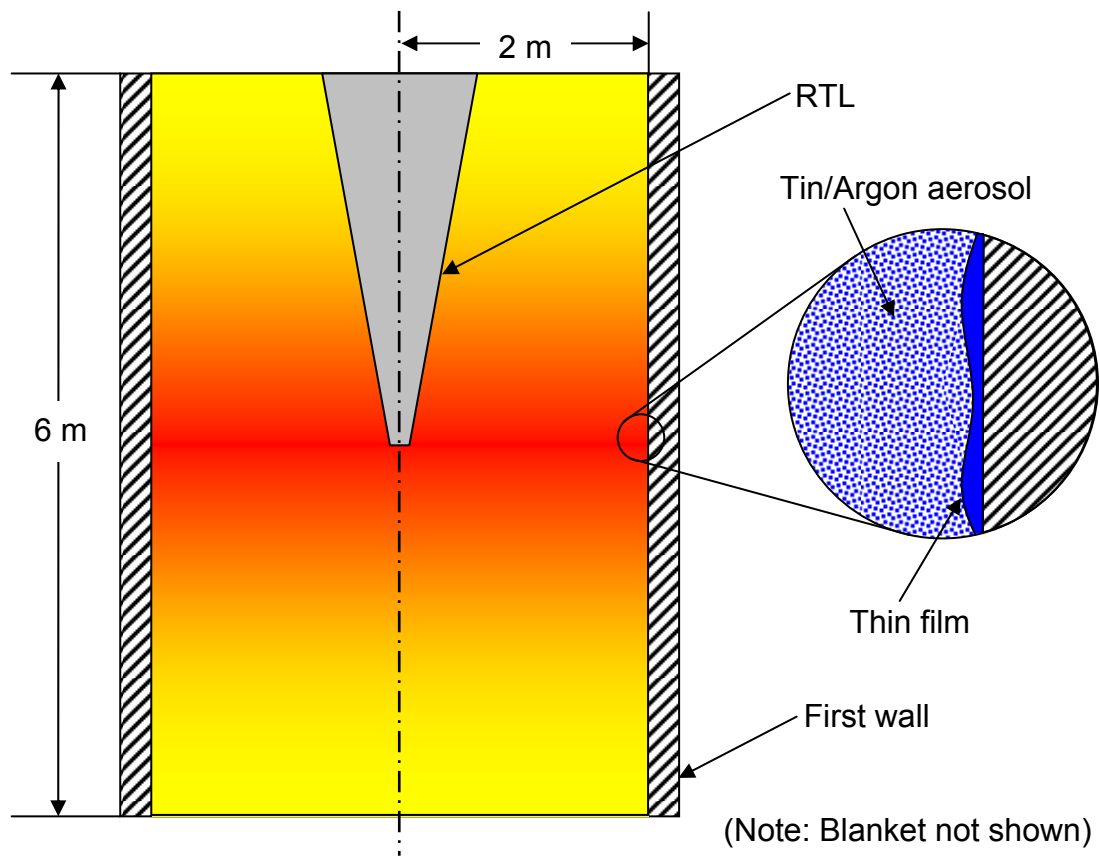 2 m
RTL
Tin/Argon aerosol
6 m
Thin film
First wall
(Note: Blanket not shown)